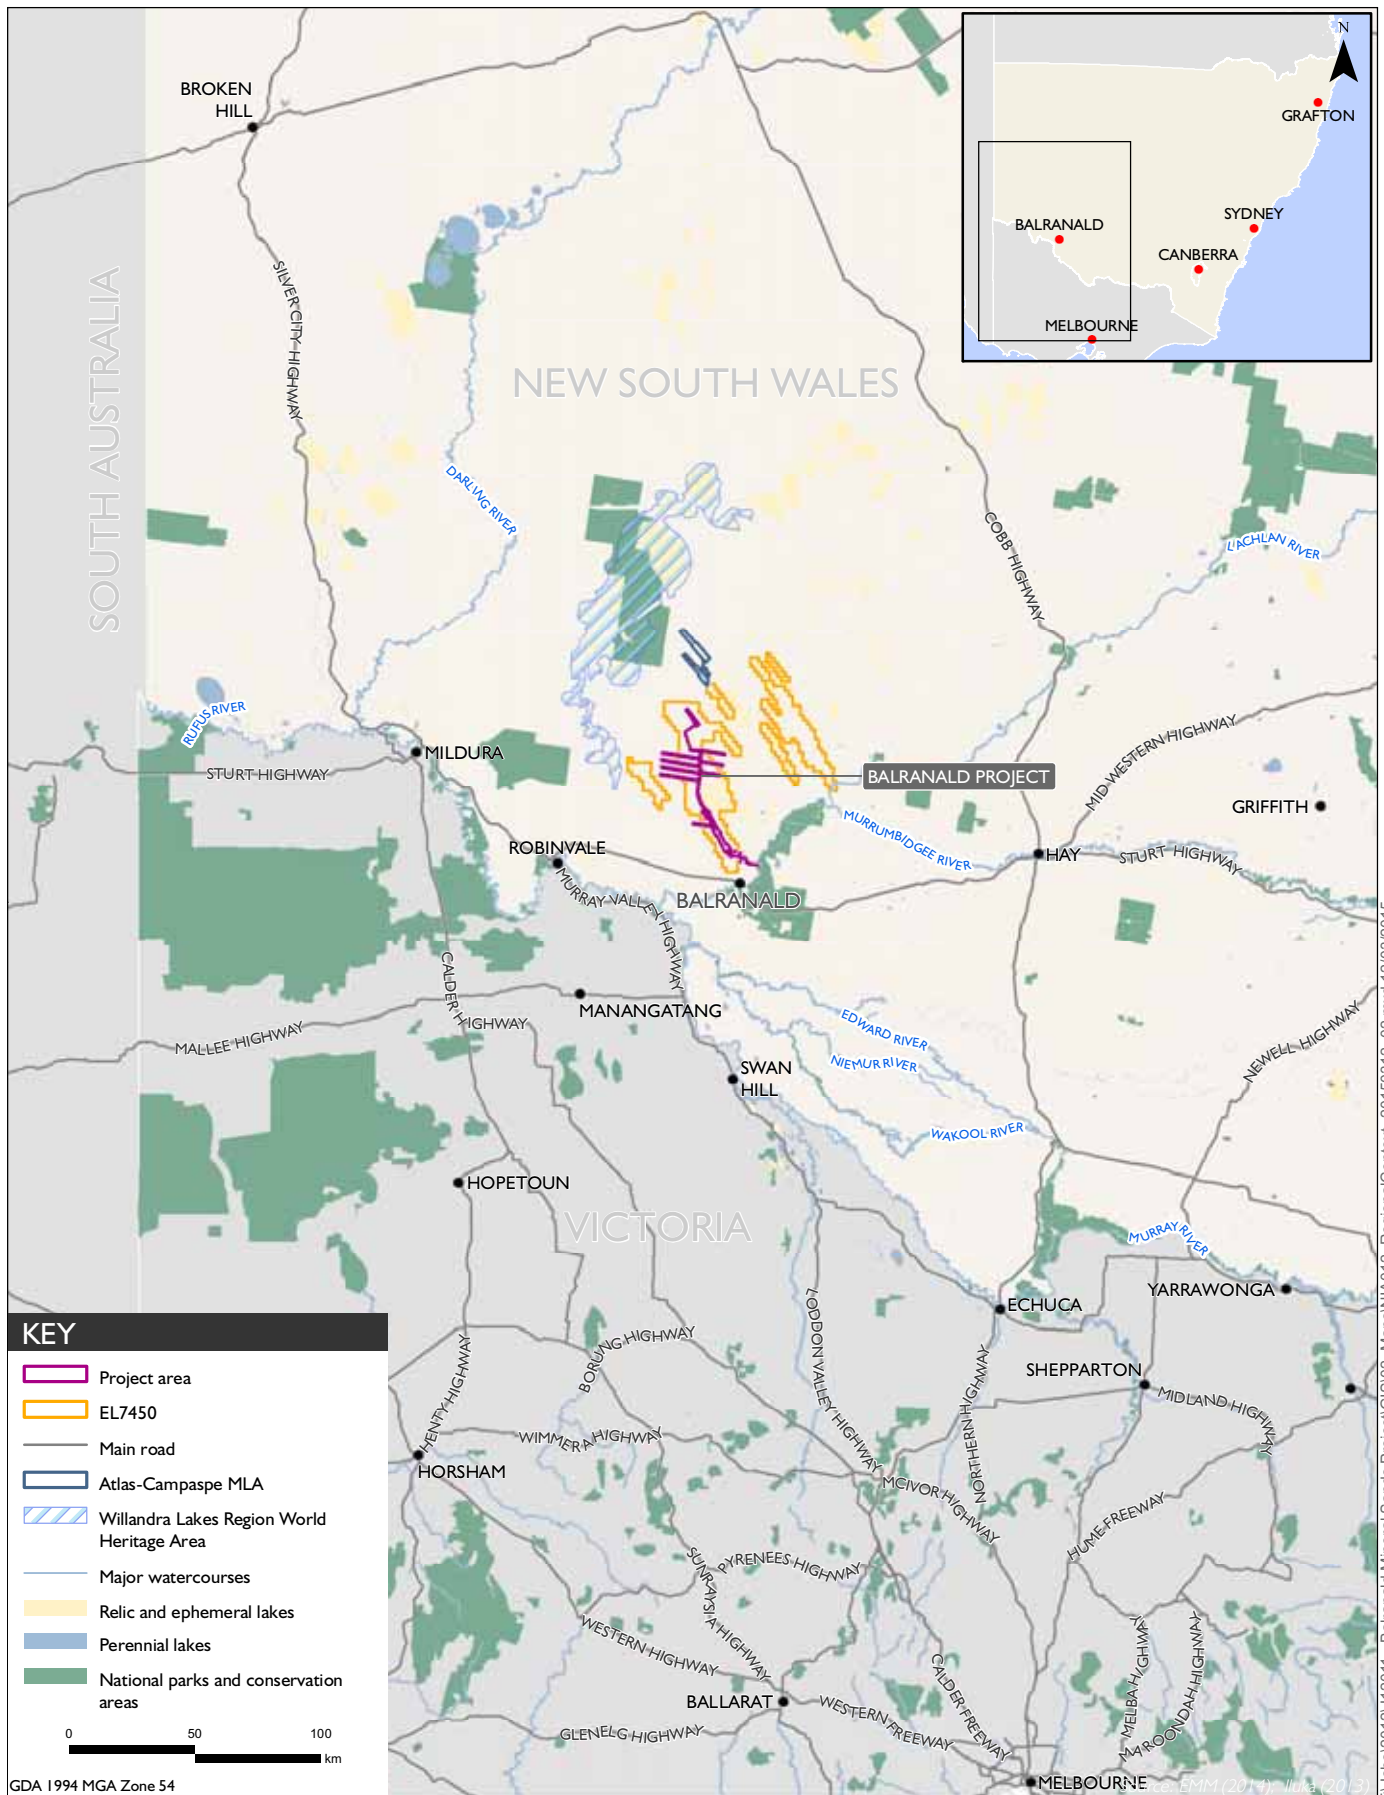 BROKEN
HILL
N
GRAFTON
SYDNEY
BALRANALD
CANBERRA
MELBOURNE
SILVER CITY HIGHWAY
SOUTH AUSTRALIA
NEW SOUTH WALES
DARLING RIVER
COBB HIGHWAY
LACHLAN RIVER
RUFUS RIVER
MILDURA
STURT HIGHWAY
MID WESTERN HIGHWAY
BALRANALD PROJECT
GRIFFITH
MURRUMBIDGEE RIVER
ROBINVALE
HAY
STURT HIGHWAY
MURRAY VALLEY HIGHWAY
BALRANALD
CALDER HIGHWAY
MANANGATANG
MALLEE HIGHWAY
EDWARD RIVER
NIEMUR RIVER
NEWELL HIGHWAY
SWAN
HILL
WAKOOL RIVER
HOPETOUN
VICTORIA
MURRAY RIVER
YARRAWONGA
ECHUCA
LODDON VALLEY HIGHWAY
BORUNG HIGHWAY
HENTY HIGHWAY
NORTHERN HIGHWAY
SHEPPARTON
MIDLAND HIGHWAY
WIMMERA HIGHWAY
HORSHAM
MCIVOR HIGHWAY
HUME FREEWAY
SUNRAYSIA HIGHWAY
PYRENEES HIGHWAY
WESTERN HIGHWAY
CALDER FREEWAY
MELBA HIGHWAY
MAROONDAH HIGHWAY
BALLARAT
WESTERN FREEWAY
GLENELG HIGHWAY
MELBOURNE
Source: EMM (2014); Iluka (2013)
KEY
Project area
EL7450
Main road
Atlas-Campaspe MLA
Willandra Lakes Region World
Heritage Area
Major watercourses
Relic and ephemeral lakes
Perennial lakes
National parks and conservation
areas
0 50 100
km
GDA 1994 MGA Zone 54